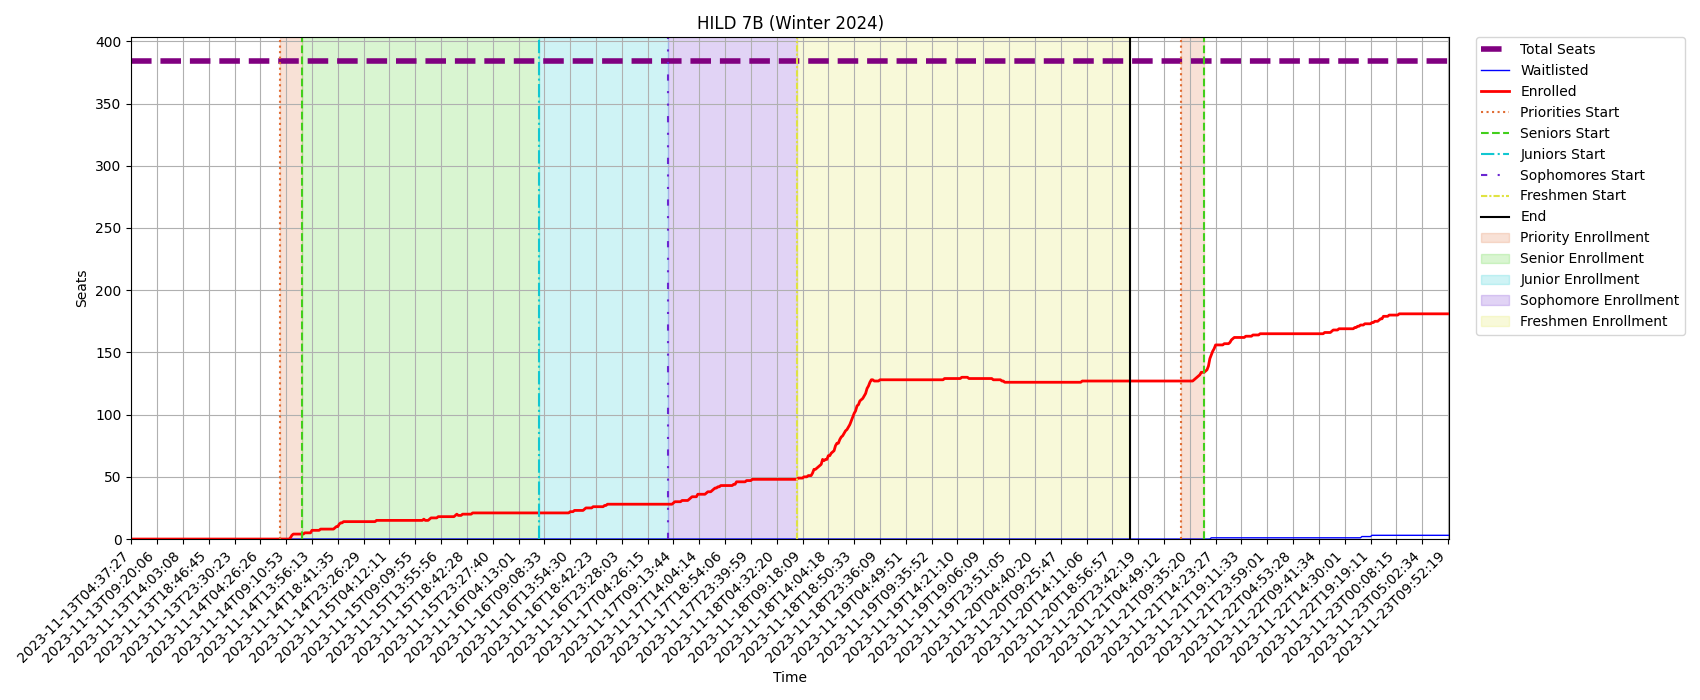 HILD 7B (Winter 2024)
400
350
300
250
200
150
100
50
0
Seats
2023-11-13T04:37:27
2023-11-13T09:20:06
2023-11-13T14:03:08
2023-11-13T18:46:45
2023-11-13T23:30:23
2023-11-14T04:26:20
2023-11-14T09:10:53
2023-11-14T13:56:13
2023-11-14T18:41:35
2023-11-14T23:26:29
2023-11-15T04:12:11
2023-11-15T09:09:55
2023-11-15T13:55:56
2023-11-15T18:42:28
2023-11-15T23:27:40
2023-11-16T04:13:01
2023-11-16T09:08:33
2023-11-16T13:54:30
2023-11-16T18:42:23
2023-11-16T23:28:03
2023-11-17T04:26:15
2023-11-17T09:13:44
2023-11-17T14:04:14
2023-11-17T18:54:06
2023-11-17T23:39:59
2023-11-18T04:32:20
2023-11-18T09:18:09
2023-11-18T14:04:18
2023-11-18T18:50:33
2023-11-18T23:36:09
2023-11-19T04:49:51
2023-11-19T09:35:52
2023-11-19T14:21:10
2023-11-19T19:06:09
2023-11-19T23:51:05
2023-11-20T04:40:20
2023-11-20T09:25:47
2023-11-20T14:11:06
2023-11-20T18:56:57
2023-11-20T23:42:19
2023-11-21T04:49:12
2023-11-21T09:35:20
2023-11-21T14:23:27
2023-11-21T19:11:33
2023-11-21T23:59:01
2023-11-22T04:53:28
2023-11-22T09:41:34
2023-11-22T14:30:01
2023-11-22T19:19:11
2023-11-23T00:08:15
2023-11-23T05:02:34
2023-11-23T09:52:19
Time
Total Seats
Waitlisted
Enrolled
Priorities Start
Seniors Start
Juniors Start
Sophomores Start
Freshmen Start
End
Priority Enrollment
Senior Enrollment
Junior Enrollment
Sophomore Enrollment
Freshmen Enrollment